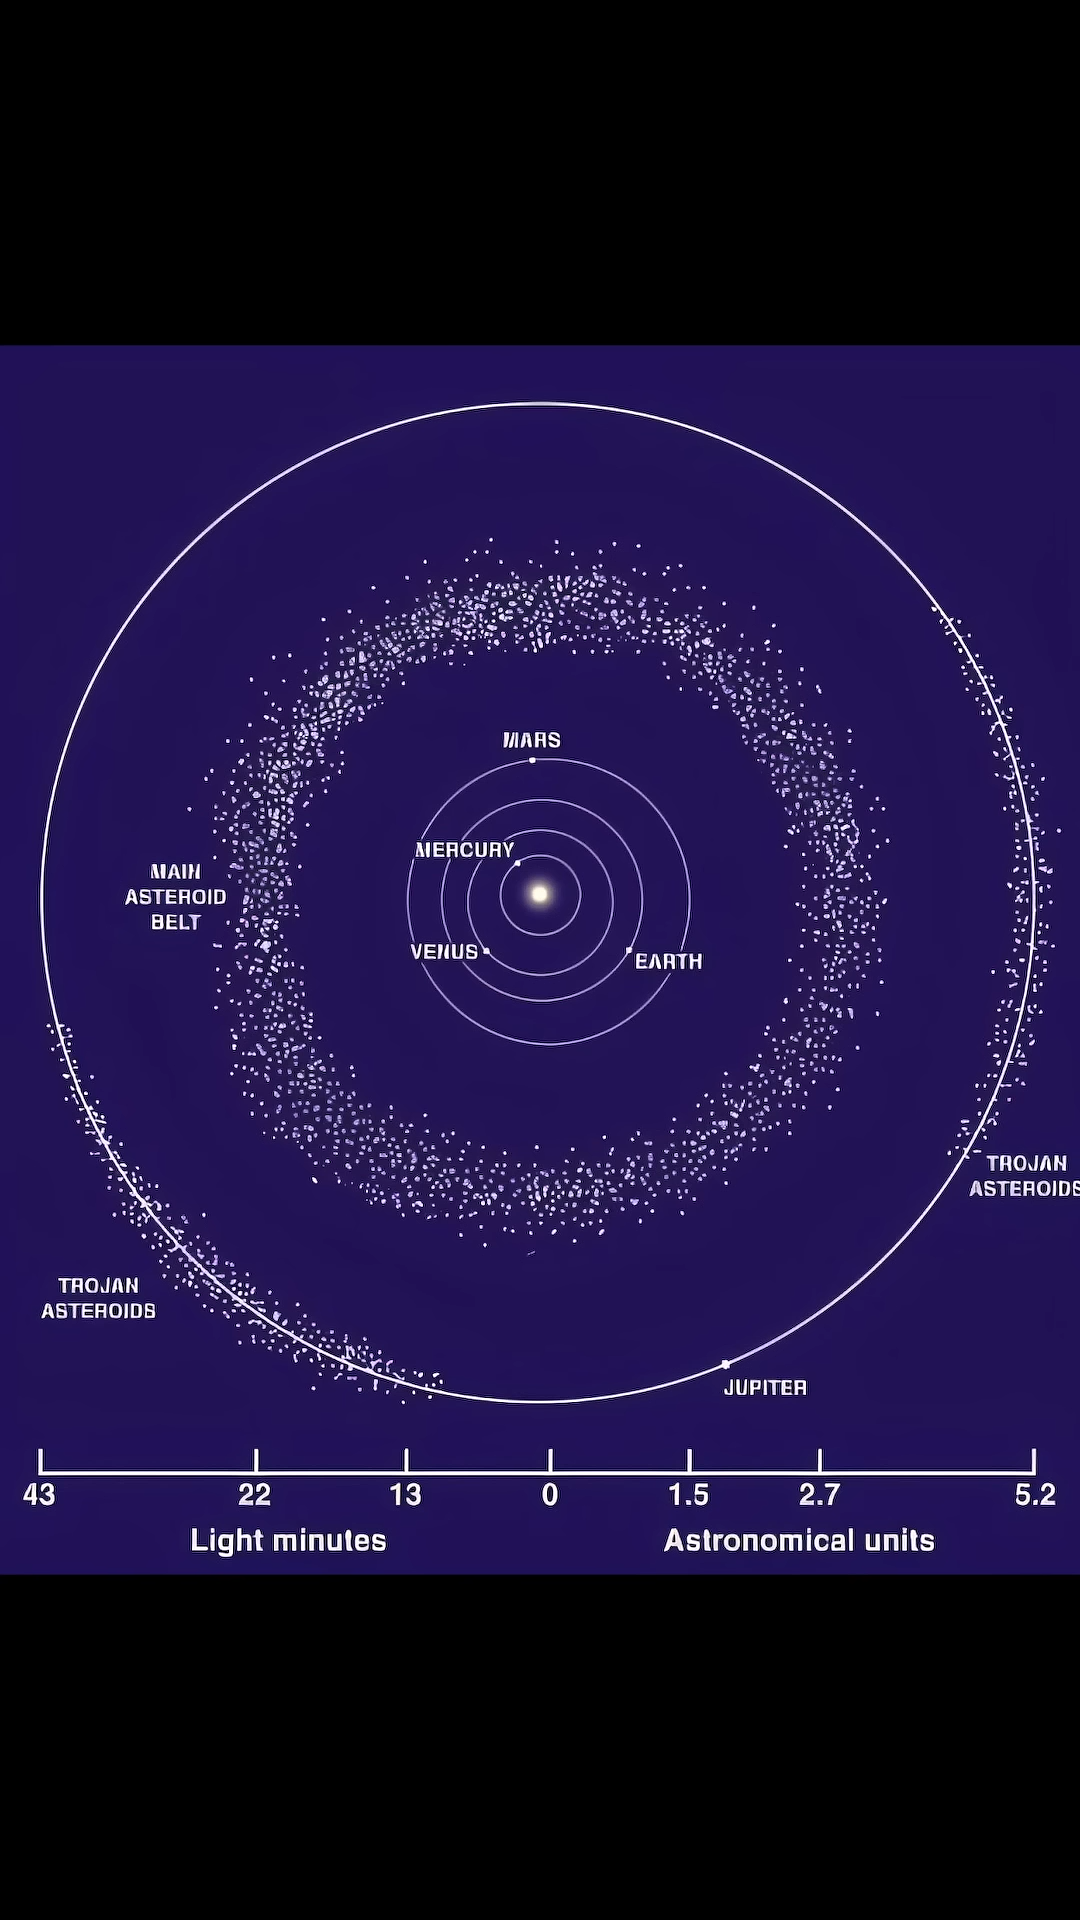 MARS
MERCURY
MAIN
ASTEROID
BELT
VENUS
EARTH
TROJAN
ASTEROIDS
TROJAN
ASTEROIDS
JUPITER
43 22 13 0 1.5 2.7 5.2
Light minutes Astronomical units